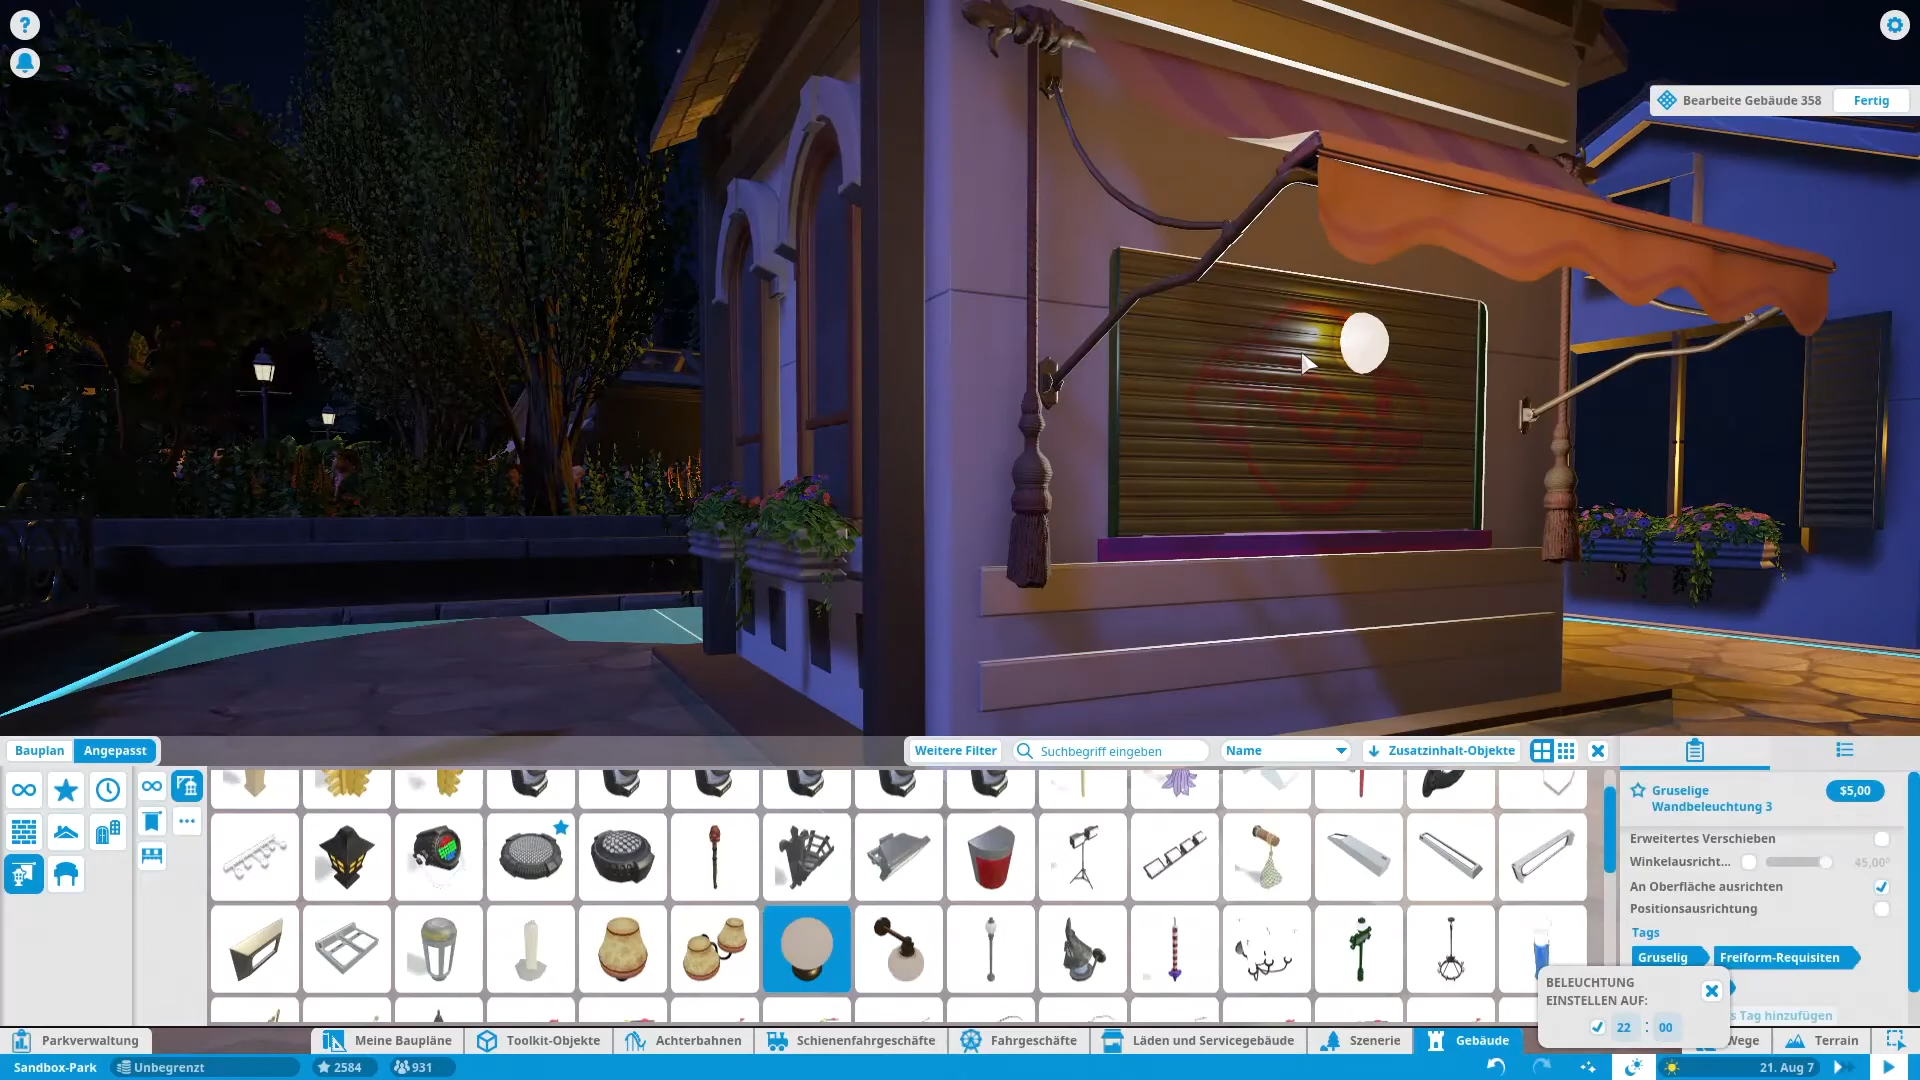 ?
Bearbeite Gebäude 358
Fertig
Bauplan
Angepasst
Weitere Filter
Suchbegriff eingeben
Name
Zusatzinhalt-Objekte
Gruselige
Wandbeleuchtung 3
$5,00
Erweitertes Verschieben
Winkelausricht...
45,00°
An Oberfläche ausrichten
Positionsausrichtung
Tags
Gruselig
Freiform-Requisiten
BELEUCHTUNG
EINSTELLEN AUF:
22 : 00
s Tag hinzufügen
Parkverwaltung
Meine Baupläne
Toolkit-Objekte
Achterbahnen
Schienenfahrgeschäfte
Fahrgeschäfte
Läden und Servicegebäude
Szenerie
Gebäude
Wege
Terrain
Sandbox-Park
Unbegrenzt
2584
931
21. Aug 7